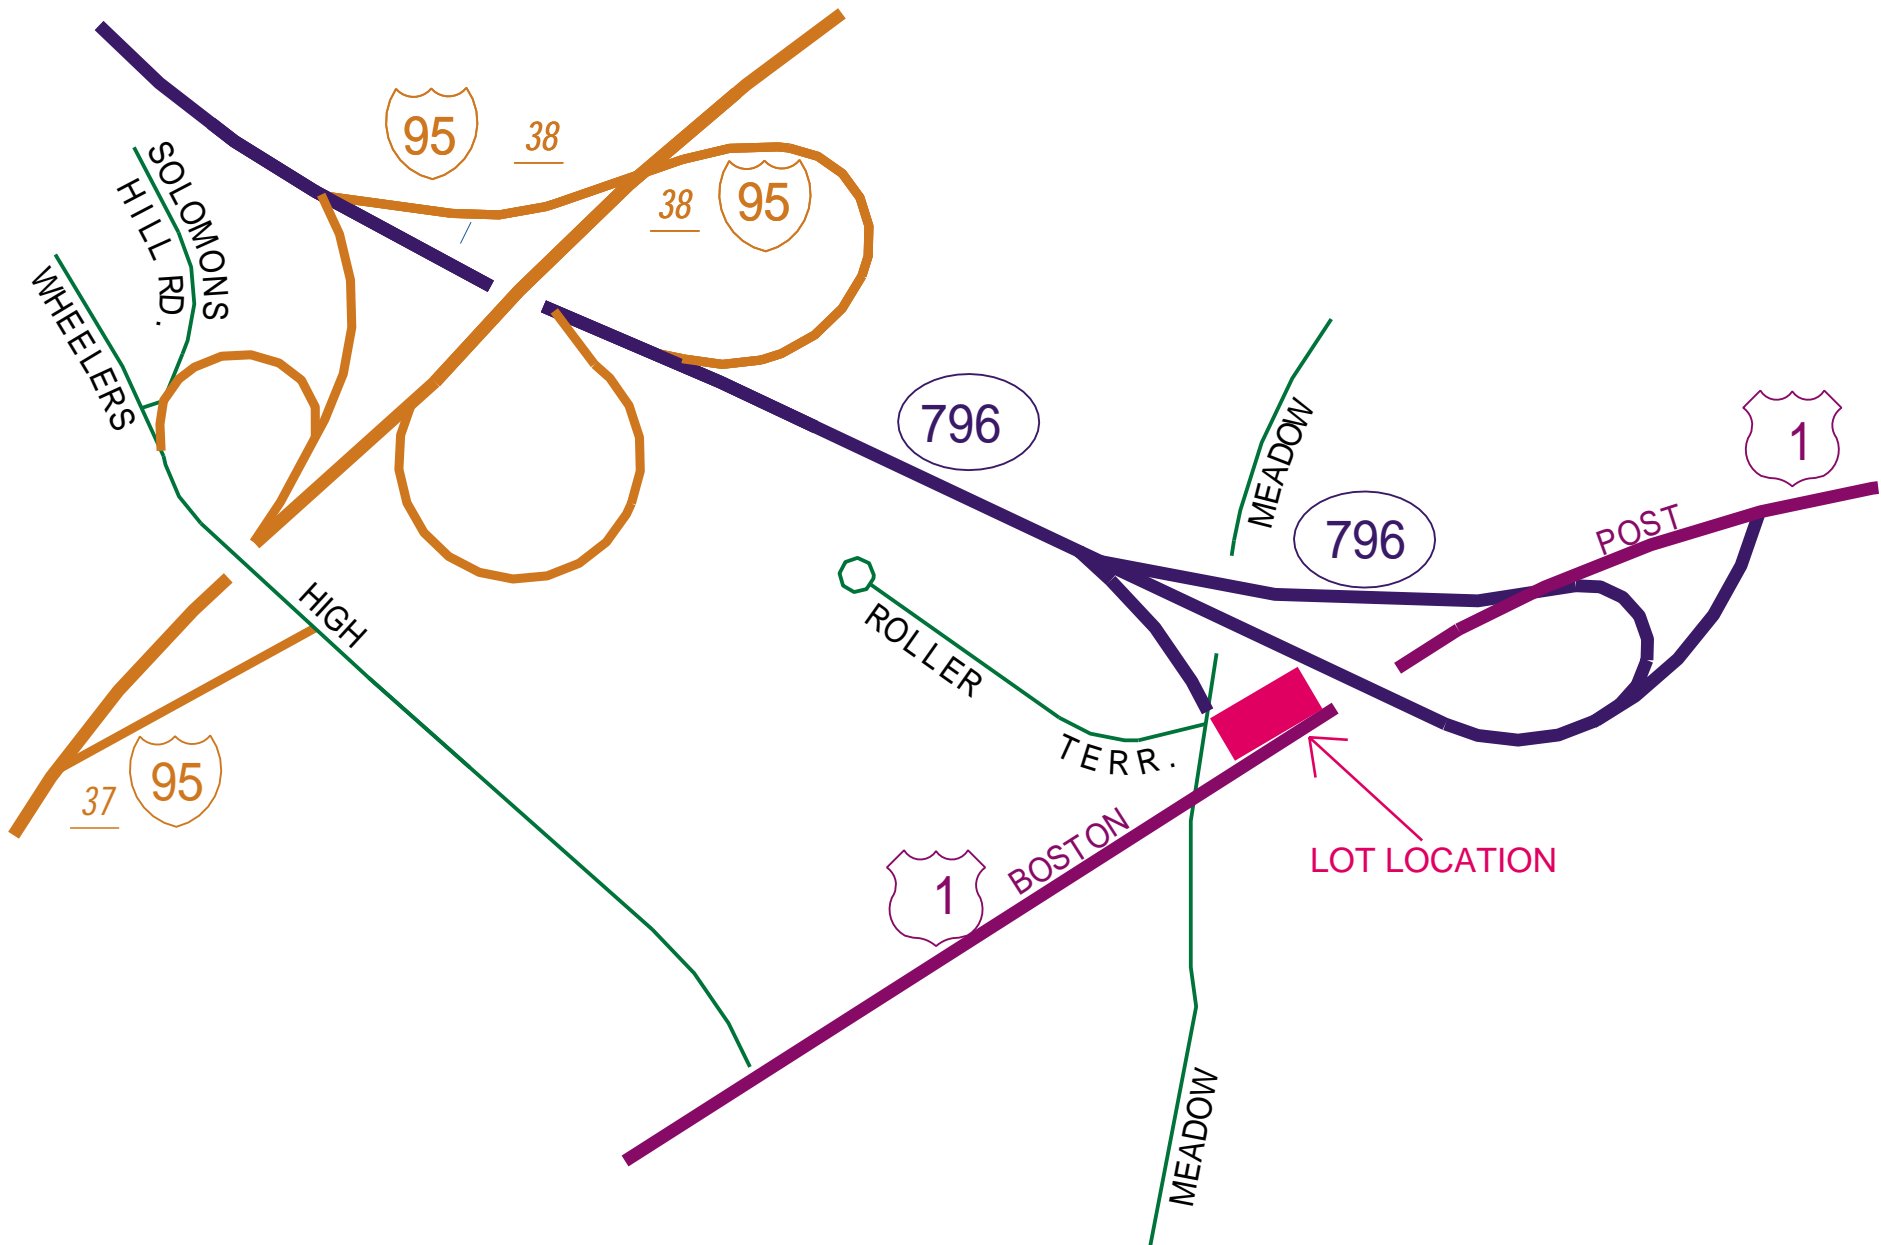 95
38
38
95
SOLOMONS
HILL RD.
WHEELERS
796
MEADOW
1
796
POST
HIGH
ROLLER
TERR.
37
95
BOSTON
1
LOT LOCATION
MEADOW